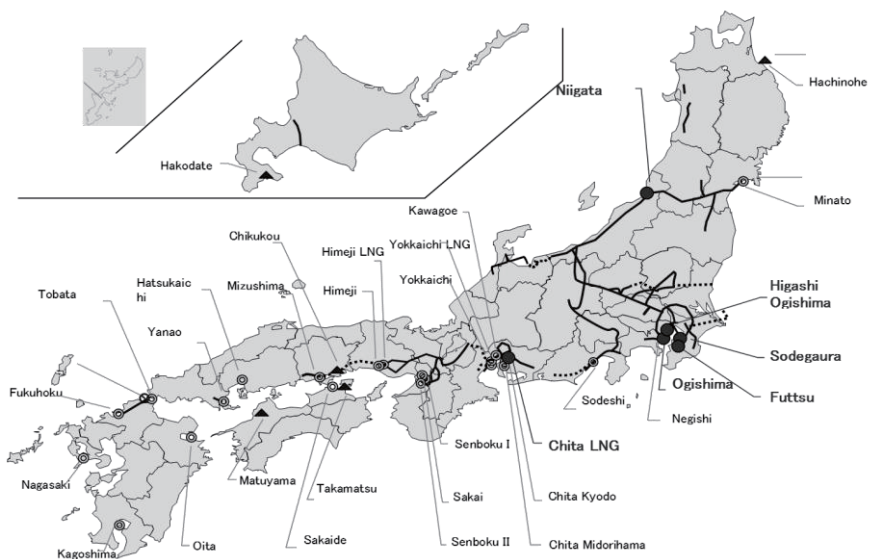 Niigata
Hachinohe
Hakodate
Minato
Kawagoe
Chikukou
Himeji LNG
Yokkaichi LNG
Hatsukaic
hi
Mizushima
Himeji
Yokkaichi
Tobata
Yanao
Higashi
Ogishima
Sodegaura
Fukuhoku
Ogishima
Futtsu
Sodeshi
Negishi
Senboku I
Chita LNG
Nagasaki
Matuyama
Takamatsu
Sakai
Chita Kyodo
Kagoshima
Oita
Sakaide
Senboku II
Chita Midorihama